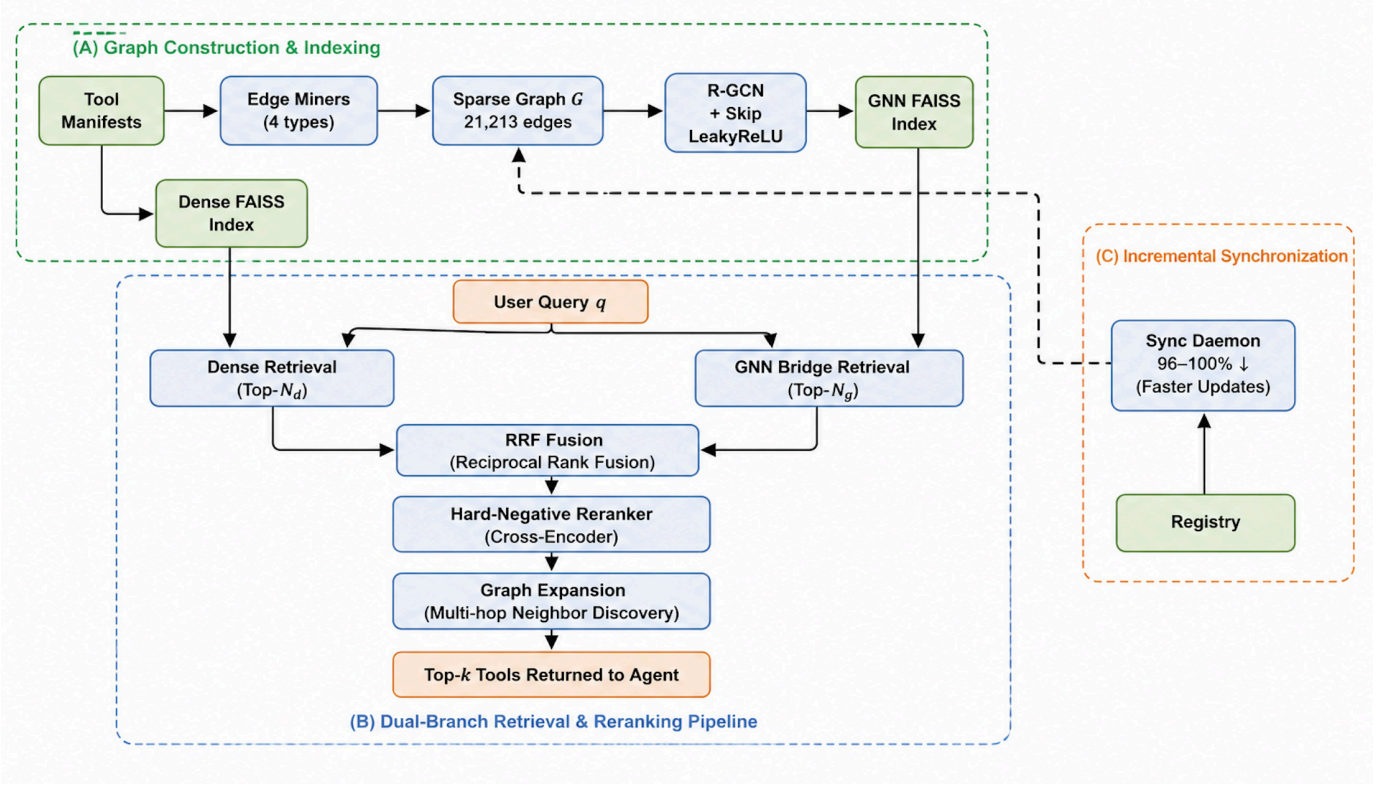 (A) Graph Construction & Indexing
Tool
Manifests
Edge Miners
(4 types)
Sparse Graph G
21,213 edges
R-GCN
+ Skip
LeakyReLU
GNN FAISS
Index
Dense FAISS
Index
(C) Incremental Synchronization
User Query q
Sync Daemon
96–100% ↓
(Faster Updates)
Dense Retrieval
(Top-N_d)
GNN Bridge Retrieval
(Top-N_g)
RRF Fusion
(Reciprocal Rank Fusion)
Hard-Negative Reranker
(Cross-Encoder)
Registry
Graph Expansion
(Multi-hop Neighbor Discovery)
Top-k Tools Returned to Agent
(B) Dual-Branch Retrieval & Reranking Pipeline